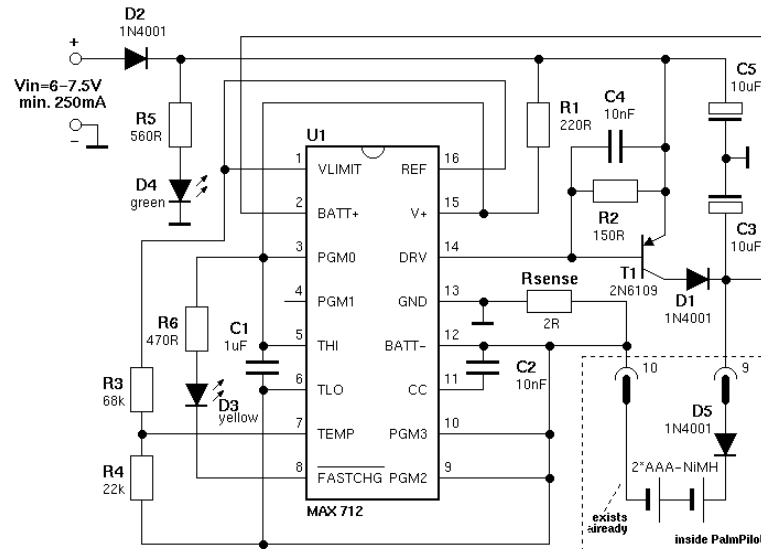 D2
1N4001
+
Vin=6-7.5V
min. 250mA
-
R5
560R
D4
green
U1
1 VLIMIT REF 16
2 BATT+ V+ 15
3 PGM0 DRV 14
4 PGM1 GND 13
5 THI BATT- 12
6 TLO CC 11
7 TEMP PGM3 10
8 FASTCHG PGM2 9
MAX 712
R1
220R
C4
10nF
R2
150R
C5
10uF
C3
10uF
T1
2N6109
D1
1N4001
Rsense
2R
C2
10nF
C1
1uF
R6
470R
D3
yellow
R3
68k
R4
22k
10
9
D5
1N4001
2*AAA-NiMH
exists
already
inside PalmPilot